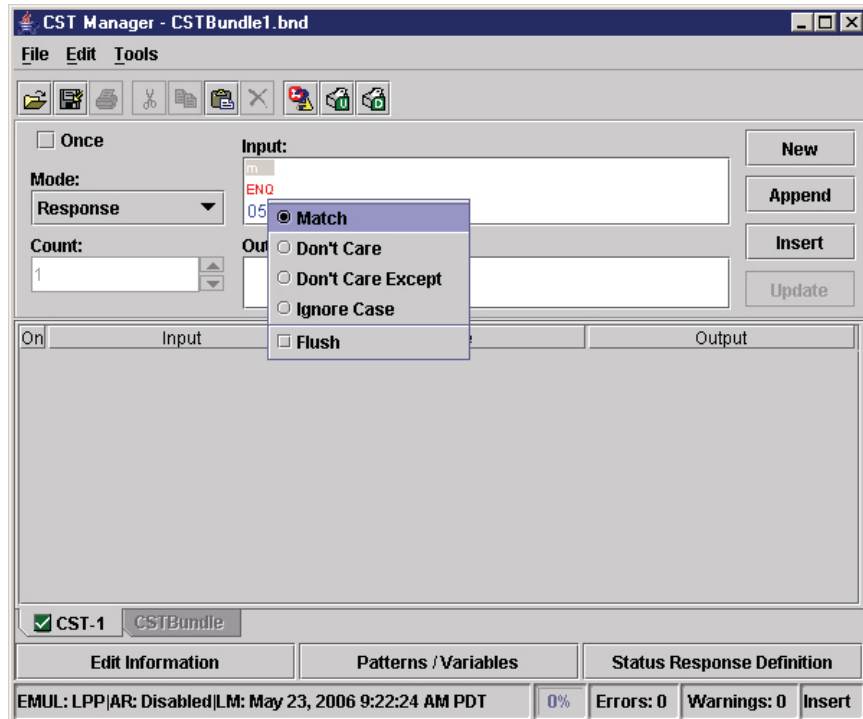 CST Manager - CSTBundle1.bnd
File Edit Tools
Once
Mode:
Response
Count:
1
Input:
m
ENQ
05
Out
Match
Don't Care
Don't Care Except
Ignore Case
Flush
New
Append
Insert
Update
On Input Output
CST-1 CSTBundle
Edit Information Patterns / Variables Status Response Definition
EMUL: LPP|AR: Disabled|LM: May 23, 2006 9:22:24 AM PDT 0% Errors: 0 Warnings: 0 Insert